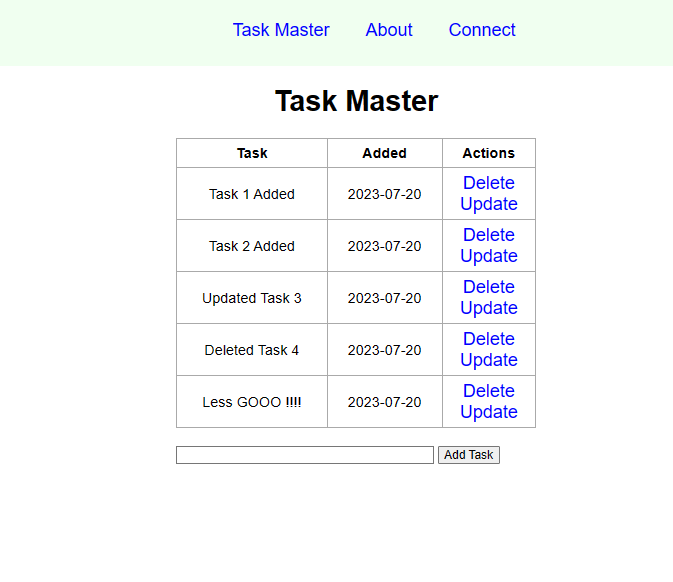 Task Master About Connect
Task Master
Task Added Actions
Task 1 Added 2023-07-20 Delete
Update
Task 2 Added 2023-07-20 Delete
Update
Updated Task 3 2023-07-20 Delete
Update
Deleted Task 4 2023-07-20 Delete
Update
Less GOOO !!!! 2023-07-20 Delete
Update
Add Task